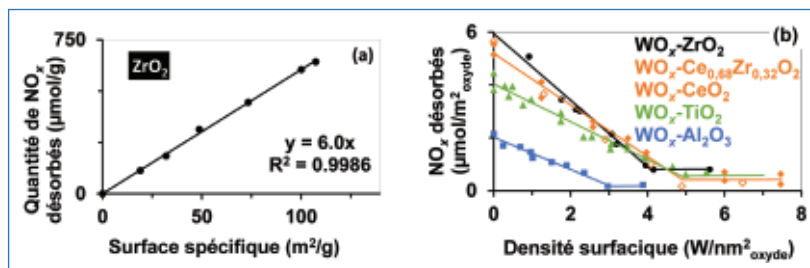 Quantité de NOx
désorbés (µmol/g)
750
0
ZrO2
(a)
y = 6.0x
R2 = 0.9986
0
50
100
Surface spécifique (m2/g)
NOx désorbés
(µmol/m2oxyde)
6
0
(b)
WOx-ZrO2
WOx-Ce0,68Zr0,32O2
WOx-CeO2
WOx-TiO2
WOx-Al2O3
0
2
4
6
8
Densité surfacique (W/nm2oxyde)